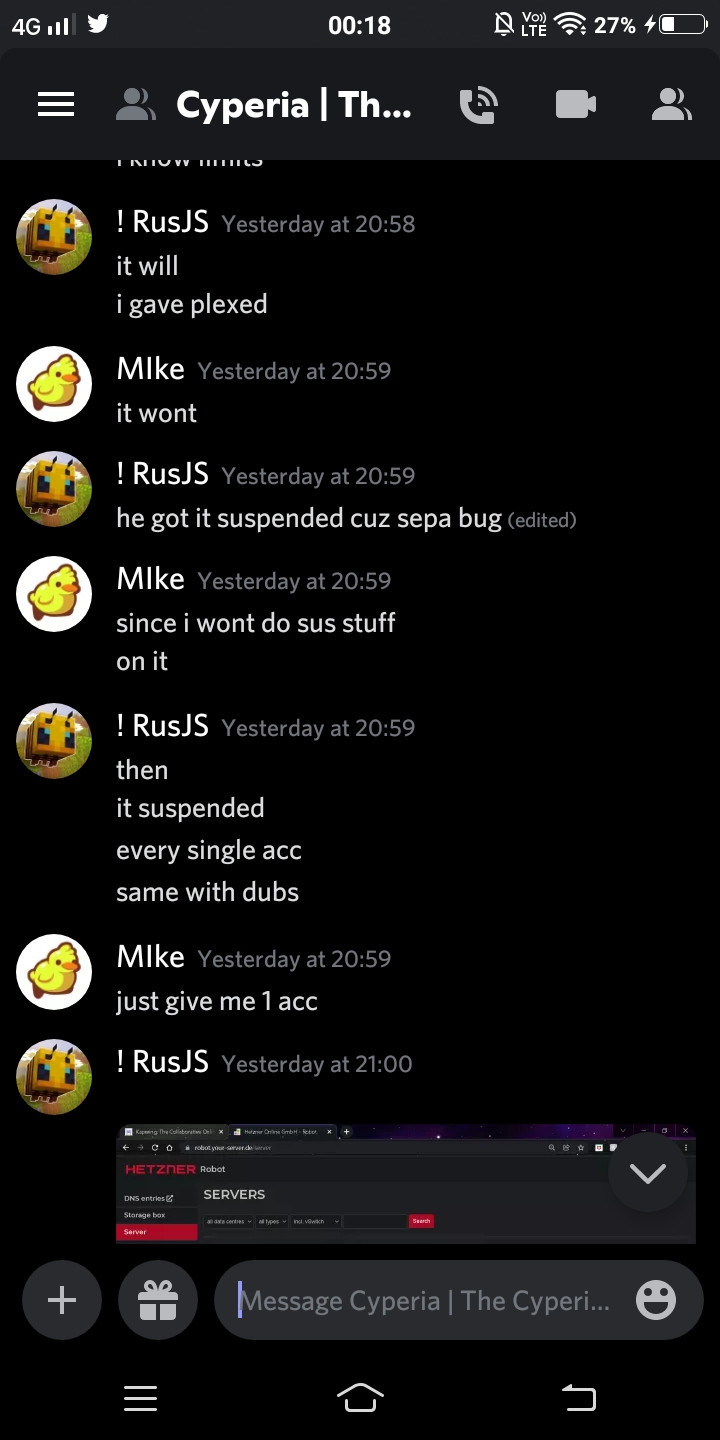 4G 00:18 Vo)) LTE 27%
Cyperia | Th...
i know limits
! RusJS Yesterday at 20:58
it will
i gave plexed
MIke Yesterday at 20:59
it wont
! RusJS Yesterday at 20:59
he got it suspended cuz sepa bug (edited)
MIke Yesterday at 20:59
since i wont do sus stuff
on it
! RusJS Yesterday at 20:59
then
it suspended
every single acc
same with dubs
MIke Yesterday at 20:59
just give me 1 acc
! RusJS Yesterday at 21:00
Kapwing: The Collaborative Onl Hetzner Online GmbH - Robot
robot.your-server.de/server
HETZNER Robot
DNS entries
SERVERS
Storage box
all data centres all types incl. vSwitch Search
Server
Message Cyperia | The Cyperi...